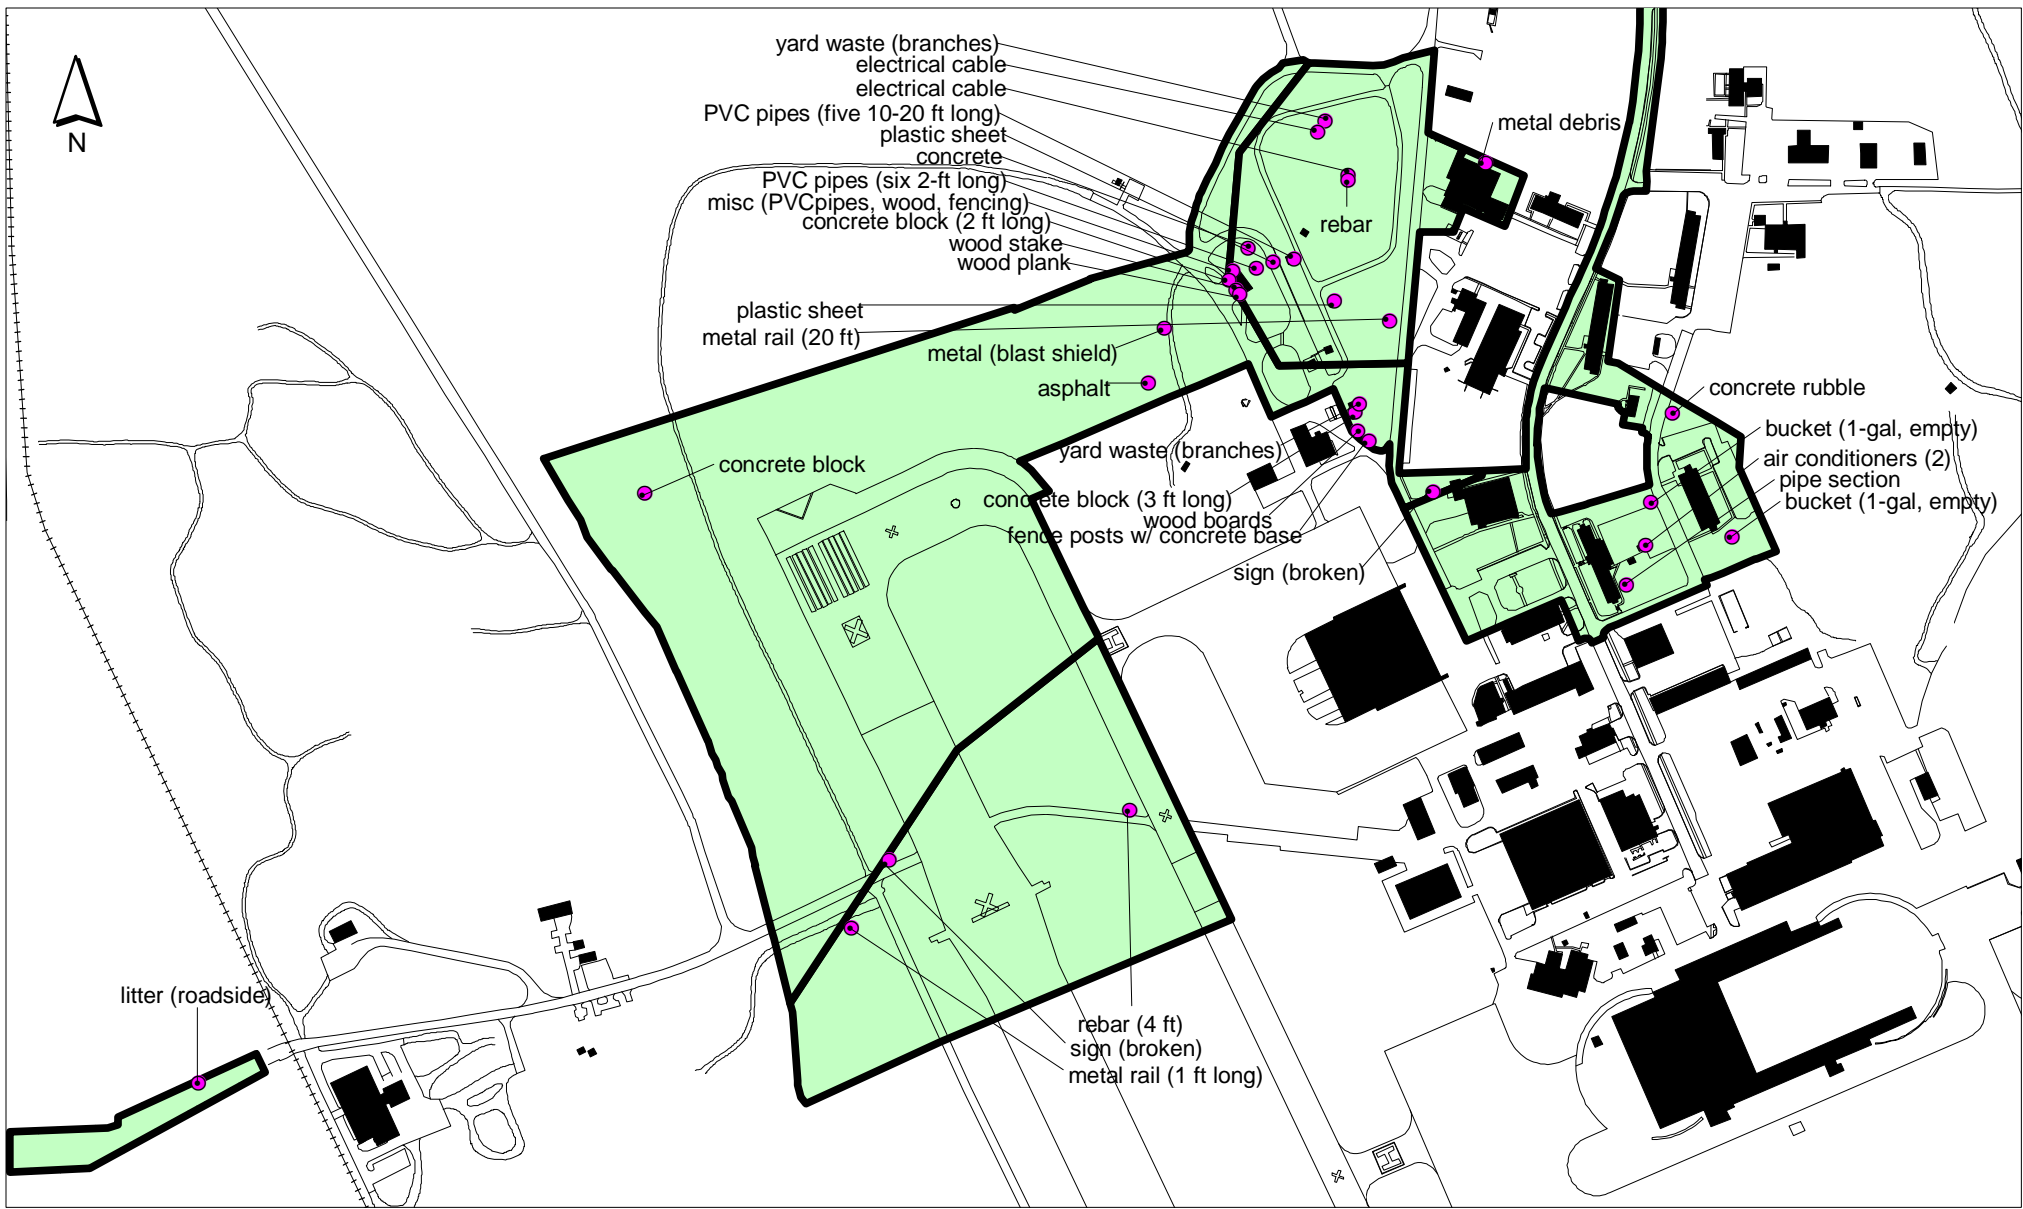 yard waste (branches)
electrical cable
electrical cable
PVC pipes (five 10-20 ft long)
plastic sheet
concrete
PVC pipes (six 2-ft long)
misc (PVCpipes, wood, fencing)
concrete block (2 ft long)
wood stake
wood plank
N
metal debris
rebar
plastic sheet
metal rail (20 ft)
metal (blast shield)
asphalt
concrete block
yard waste (branches)
concrete block (3 ft long)
wood boards
fence posts w/ concrete base
sign (broken)
concrete rubble
bucket (1-gal, empty)
air conditioners (2)
pipe section
bucket (1-gal, empty)
litter (roadside)
rebar (4 ft)
sign (broken)
metal rail (1 ft long)